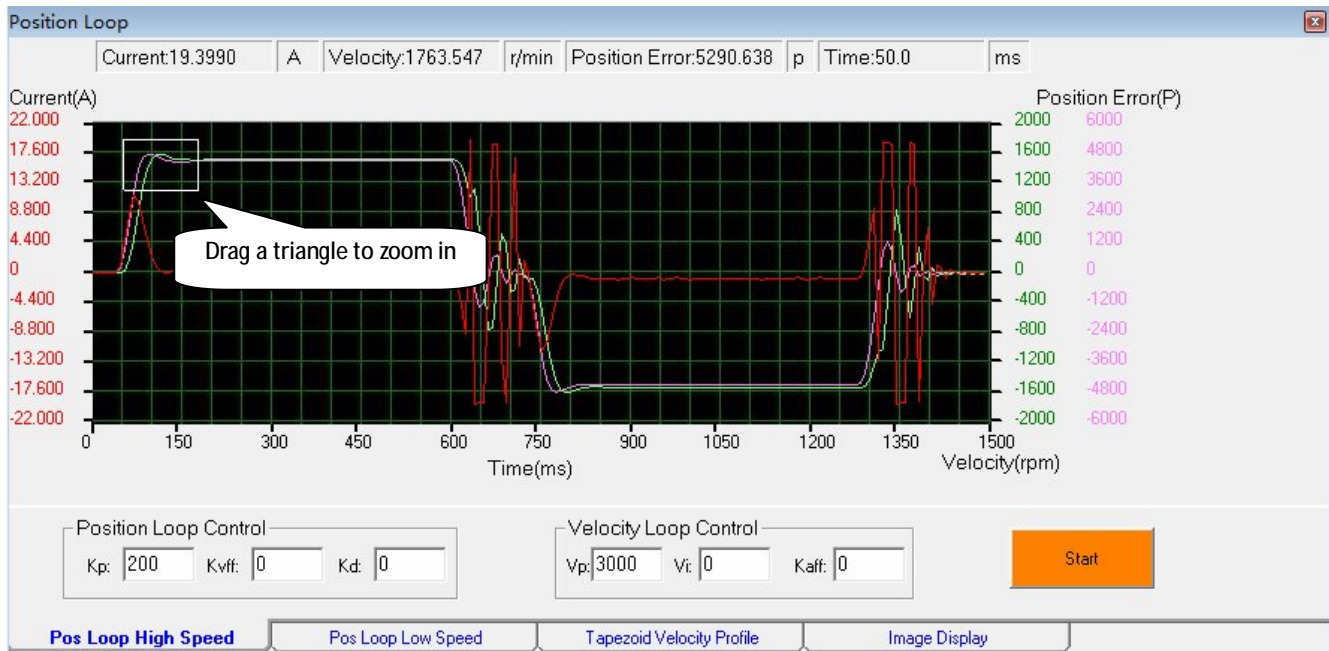 Position Loop
Current:19.3990 A Velocity:1763.547 r/min Position Error:5290.638 p Time:50.0 ms
Current(A) Position Error(P)
22.000 2000 6000
17.600 1600 4800
13.200 1200 3600
8.800 800 2400
4.400 400 1200
Drag a triangle to zoom in
0 0 0
-4.400 -400 -1200
-8.800 -800 -2400
-13.200 -1200 -3600
-17.600 -1600 -4800
-22.000 -2000 -6000
0 150 300 450 600 750 900 1050 1200 1350 1500
Time(ms) Velocity(rpm)
Position Loop Control Velocity Loop Control
Kp: 200 Kvff: 0 Kd: 0 Vp: 3000 Vi: 0 Kaff: 0 Start
Pos Loop High Speed Pos Loop Low Speed Tapezoid Velocity Profile Image Display